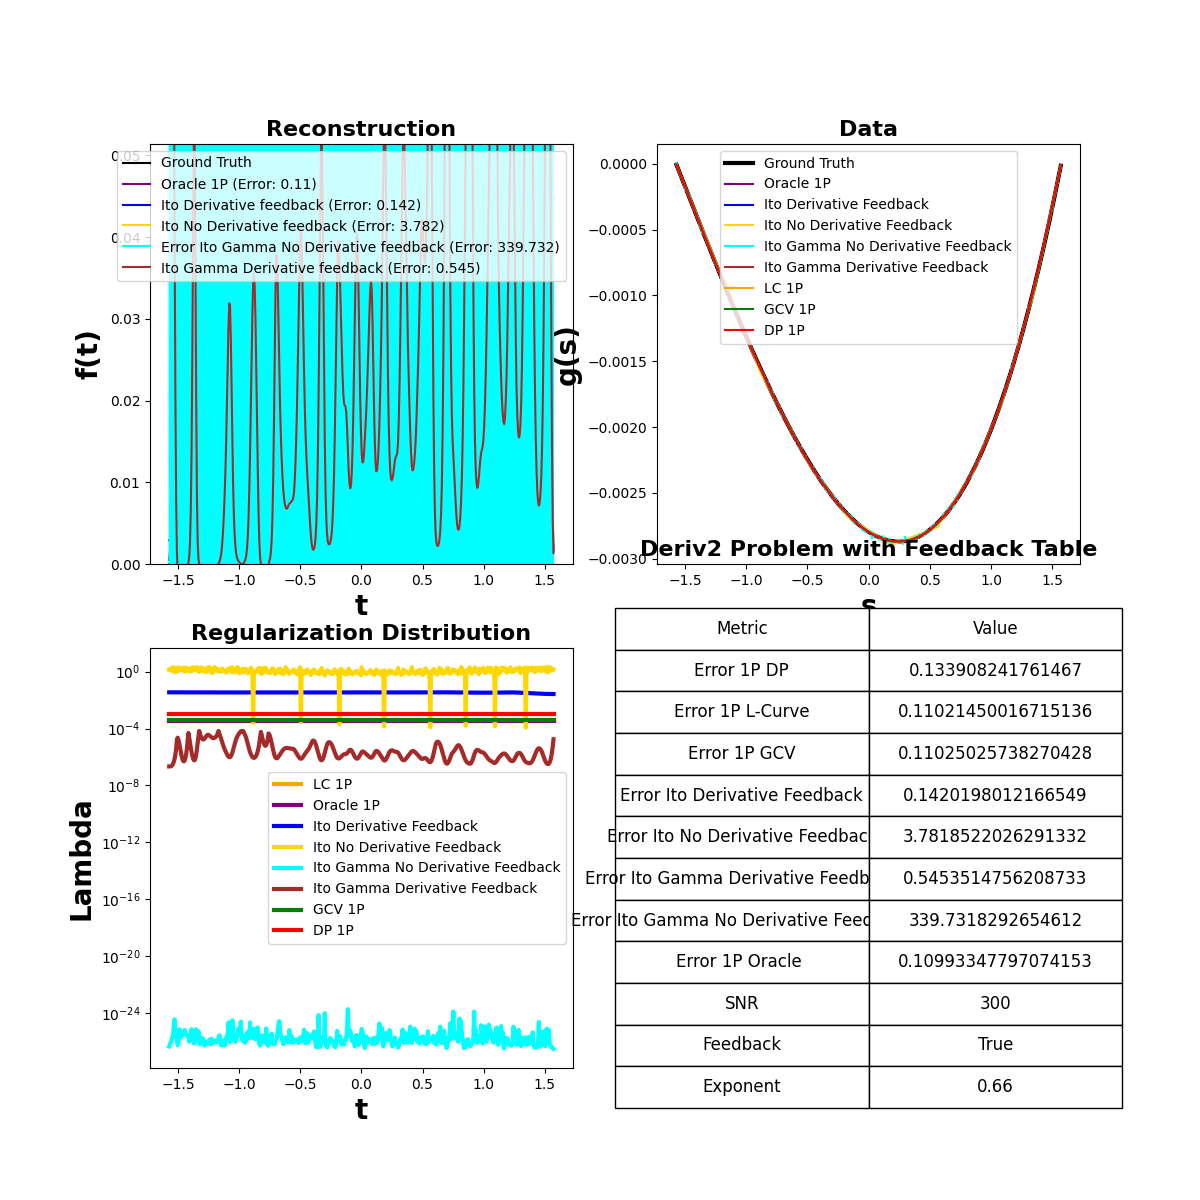 Reconstruction
0.05
0.04
0.03
0.02
0.01
0.00
f(t)
Ground Truth
Oracle 1P (Error: 0.11)
Ito Derivative feedback (Error: 0.142)
Ito No Derivative feedback (Error: 3.782)
Error Ito Gamma No Derivative feedback (Error: 339.732)
Ito Gamma Derivative feedback (Error: 0.545)
−1.5 −1.0 −0.5 0.0 0.5 1.0 1.5
t
Data
0.0000
−0.0005
−0.0010
−0.0015
−0.0020
−0.0025
−0.0030
g(s)
Ground Truth
Oracle 1P
Ito Derivative Feedback
Ito No Derivative Feedback
Ito Gamma No Derivative Feedback
Ito Gamma Derivative Feedback
LC 1P
GCV 1P
DP 1P
−1.5 −1.0 −0.5 0.0 0.5 1.0 1.5
s
Regularization Distribution
10⁰
10⁻⁴
10⁻⁸
10⁻¹²
10⁻¹⁶
10⁻²⁰
10⁻²⁴
Lambda
LC 1P
Oracle 1P
Ito Derivative Feedback
Ito No Derivative Feedback
Ito Gamma No Derivative Feedback
Ito Gamma Derivative Feedback
GCV 1P
DP 1P
−1.5 −1.0 −0.5 0.0 0.5 1.0 1.5
t
Deriv2 Problem with Feedback Table
Metric Value
Error 1P DP 0.133908241761467
Error 1P L-Curve 0.11021450016715136
Error 1P GCV 0.11025025738270428
Error Ito Derivative Feedback 0.1420198012166549
Error Ito No Derivative Feedbac 3.7818522026291332
Error Ito Gamma Derivative Feedb 0.5453514756208733
Error Ito Gamma No Derivative Feed 339.7318292654612
Error 1P Oracle 0.10993347797074153
SNR 300
Feedback True
Exponent 0.66